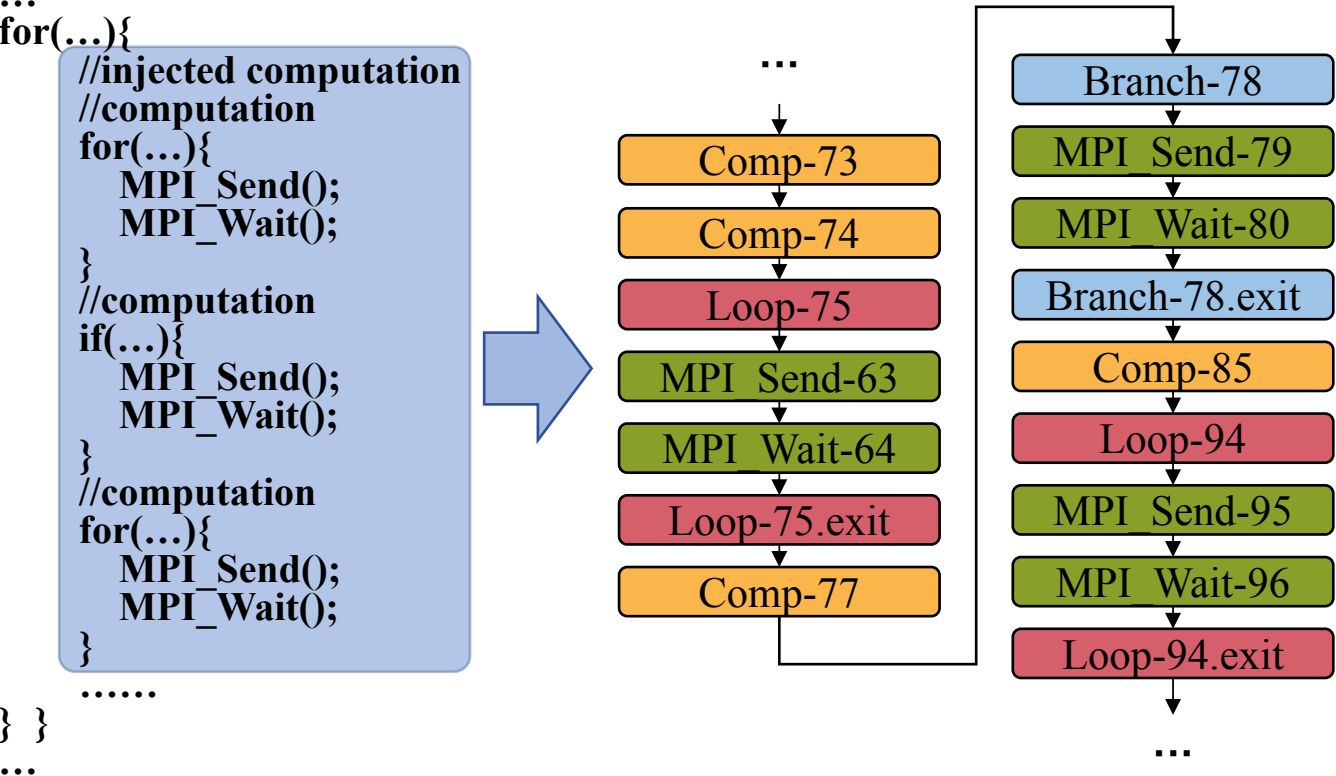 …
for(…){
//injected computation
//computation
for(…){
MPI_Send();
MPI_Wait();
}
//computation
if(…){
MPI_Send();
MPI_Wait();
}
//computation
for(…){
MPI_Send();
MPI_Wait();
}
……
} }
…
...
Comp-73
Comp-74
Loop-75
MPI_Send-63
MPI_Wait-64
Loop-75.exit
Comp-77
Branch-78
MPI_Send-79
MPI_Wait-80
Branch-78.exit
Comp-85
Loop-94
MPI_Send-95
MPI_Wait-96
Loop-94.exit
...